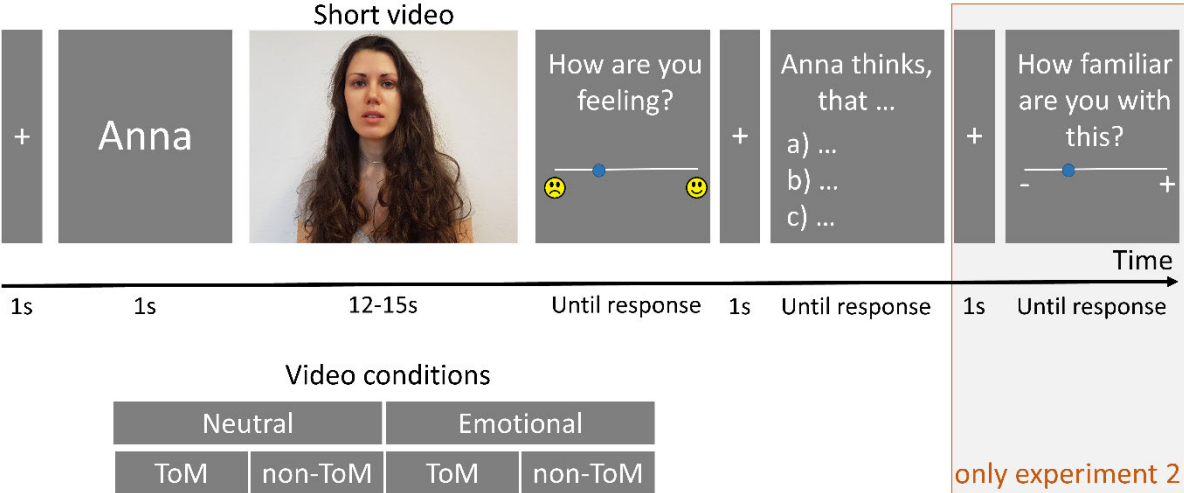 Short video
+
Anna
How are you
feeling?
+
Anna thinks,
that ...
a) ...
b) ...
c) ...
+
How familiar
are you with
this?
- +
Time
1s 1s 12-15s Until response 1s Until response 1s Until response
Video conditions
Neutral Emotional
ToM non-ToM ToM non-ToM
only experiment 2